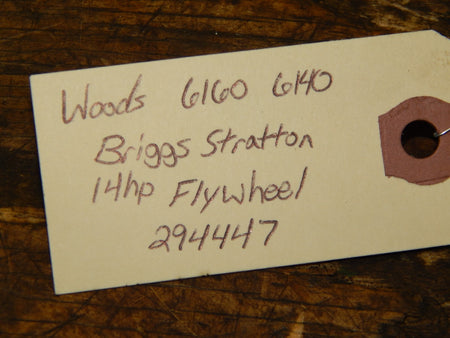 Woods 6160 6140
Briggs Stratton
14hp Flywheel
294447